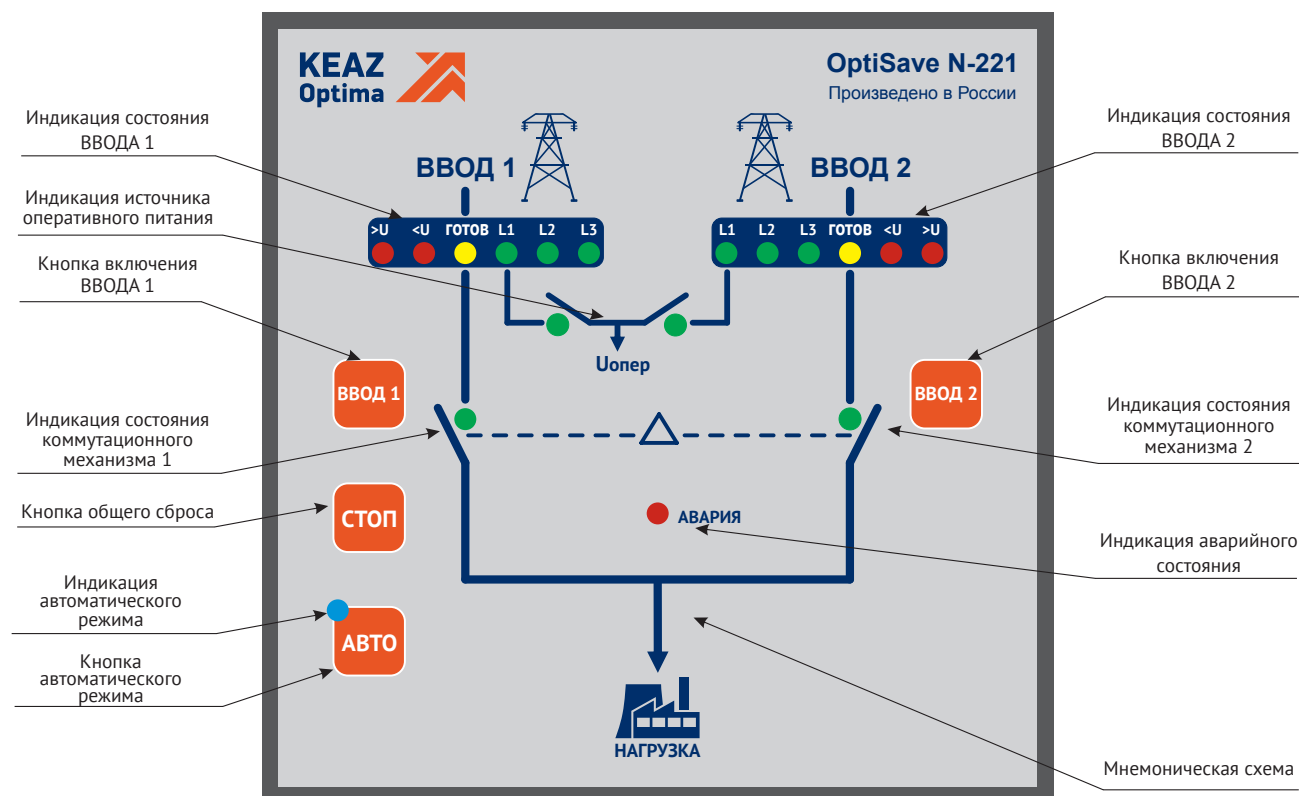 KEAZ
Optima
OptiSave N-221
Произведено в России
Индикация состояния
ВВОДА 1
Индикация источника
оперативного питания
Кнопка включения
ВВОДА 1
Индикация состояния
коммутационного
механизма 1
Кнопка общего сброса
Индикация
автоматического
режима
Кнопка
автоматического
режима
ВВОД 1
ВВОД 2
>U <U ГОТОВ L1 L2 L3
L1 L2 L3 ГОТОВ <U >U
Uопер
ВВОД 1
ВВОД 2
СТОП
АВАРИЯ
АВТО
НАГРУЗКА
Индикация состояния
ВВОДА 2
Кнопка включения
ВВОДА 2
Индикация состояния
коммутационного
механизма 2
Индикация аварийного
состояния
Мнемоническая схема